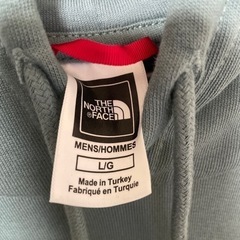 THE
NORTH
FACE
MENS/HOMMES
L/G
Made in Turkey
Fabriqué en Turquie